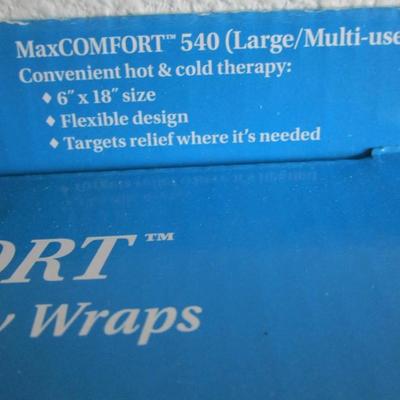 MaxCOMFORT™ 540 (Large/Multi-use
Convenient hot & cold therapy:
♦ 6" x 18" size
♦ Flexible design
♦ Targets relief where it's needed
ORT™
Wraps